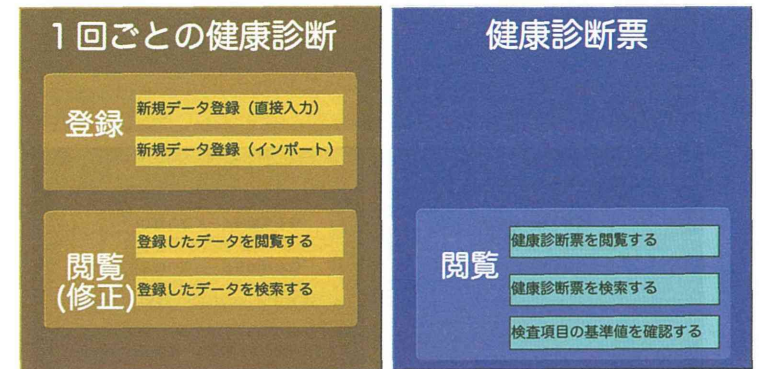 1回ごとの健康診断
登録
新規データ登録（直接入力）
新規データ登録（インポート）
閲覧
(修正)
登録したデータを閲覧する
登録したデータを検索する
健康診断票
閲覧
健康診断票を閲覧する
健康診断票を検索する
検査項目の基準値を確認する